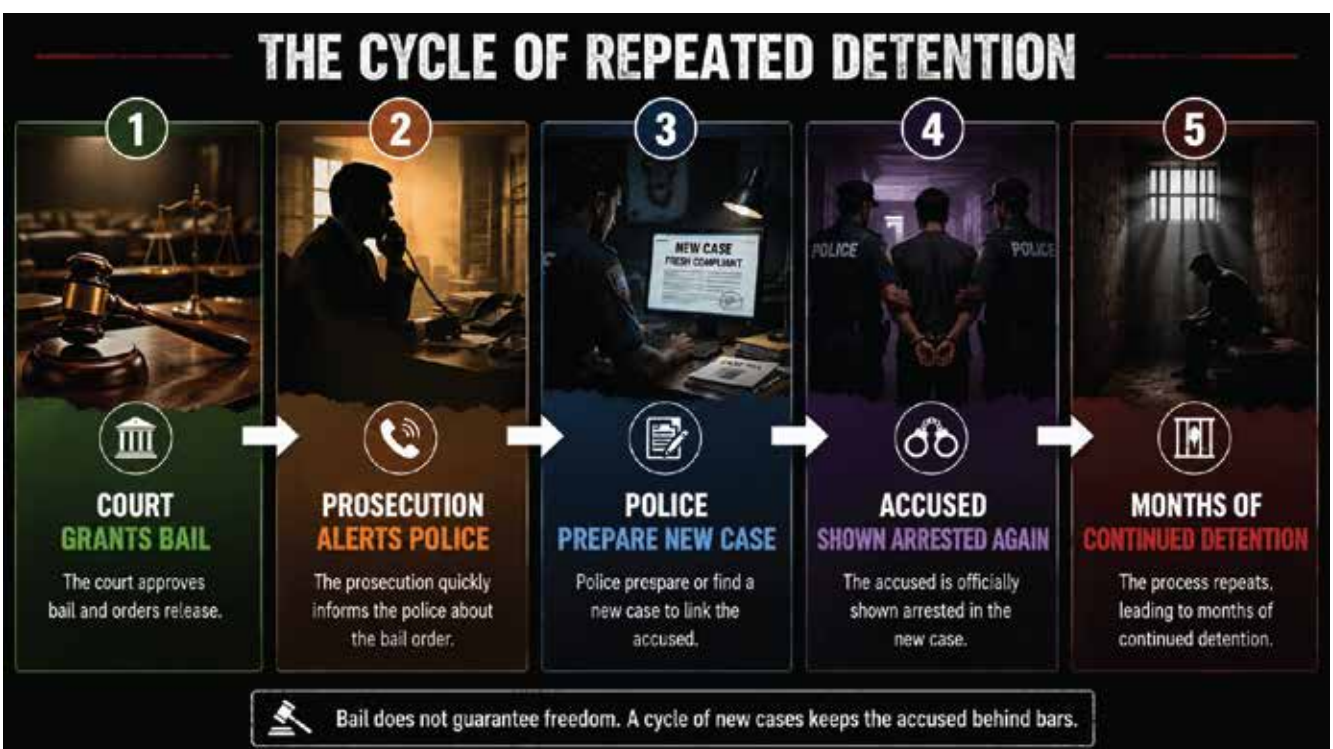 THE CYCLE OF REPEATED DETENTION
1
2
3
4
5
NEW CASE
FRESH COMPLAINT
POLICE
POLICE
COURT
GRANTS BAIL
The court approves
bail and orders release.
PROSECUTION
ALERTS POLICE
The prosecution quickly
informs the police about
the bail order.
POLICE
PREPARE NEW CASE
Police prespare or find a
new case to link the
accused.
ACCUSED
SHOWN ARRESTED AGAIN
The accused is officially
shown arrested in the
new case.
MONTHS OF
CONTINUED DETENTION
The process repeats,
leading to months of
continued detention.
Bail does not guarantee freedom. A cycle of new cases keeps the accused behind bars.